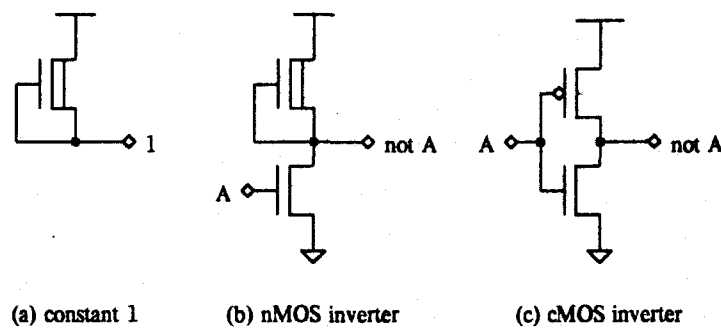 1
not A
A
A
not A
(a) constant 1
(b) nMOS inverter
(c) cMOS inverter